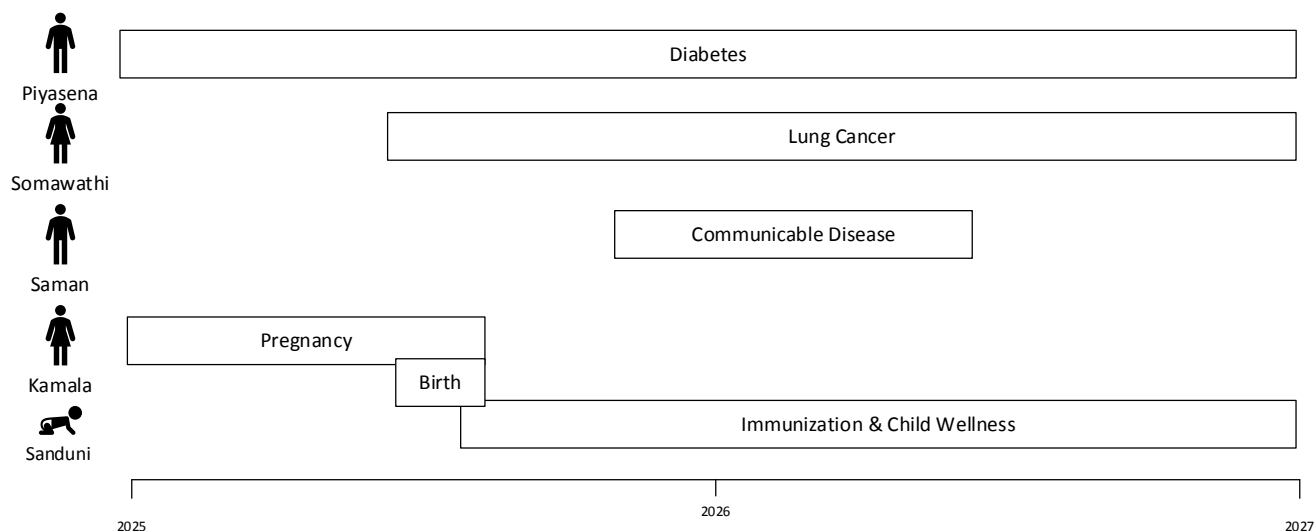 Diabetes
Piyasena
Lung Cancer
Somawathi
Communicable Disease
Saman
Pregnancy
Kamala
Birth
Immunization & Child Wellness
Sanduni
2025
2026
2027